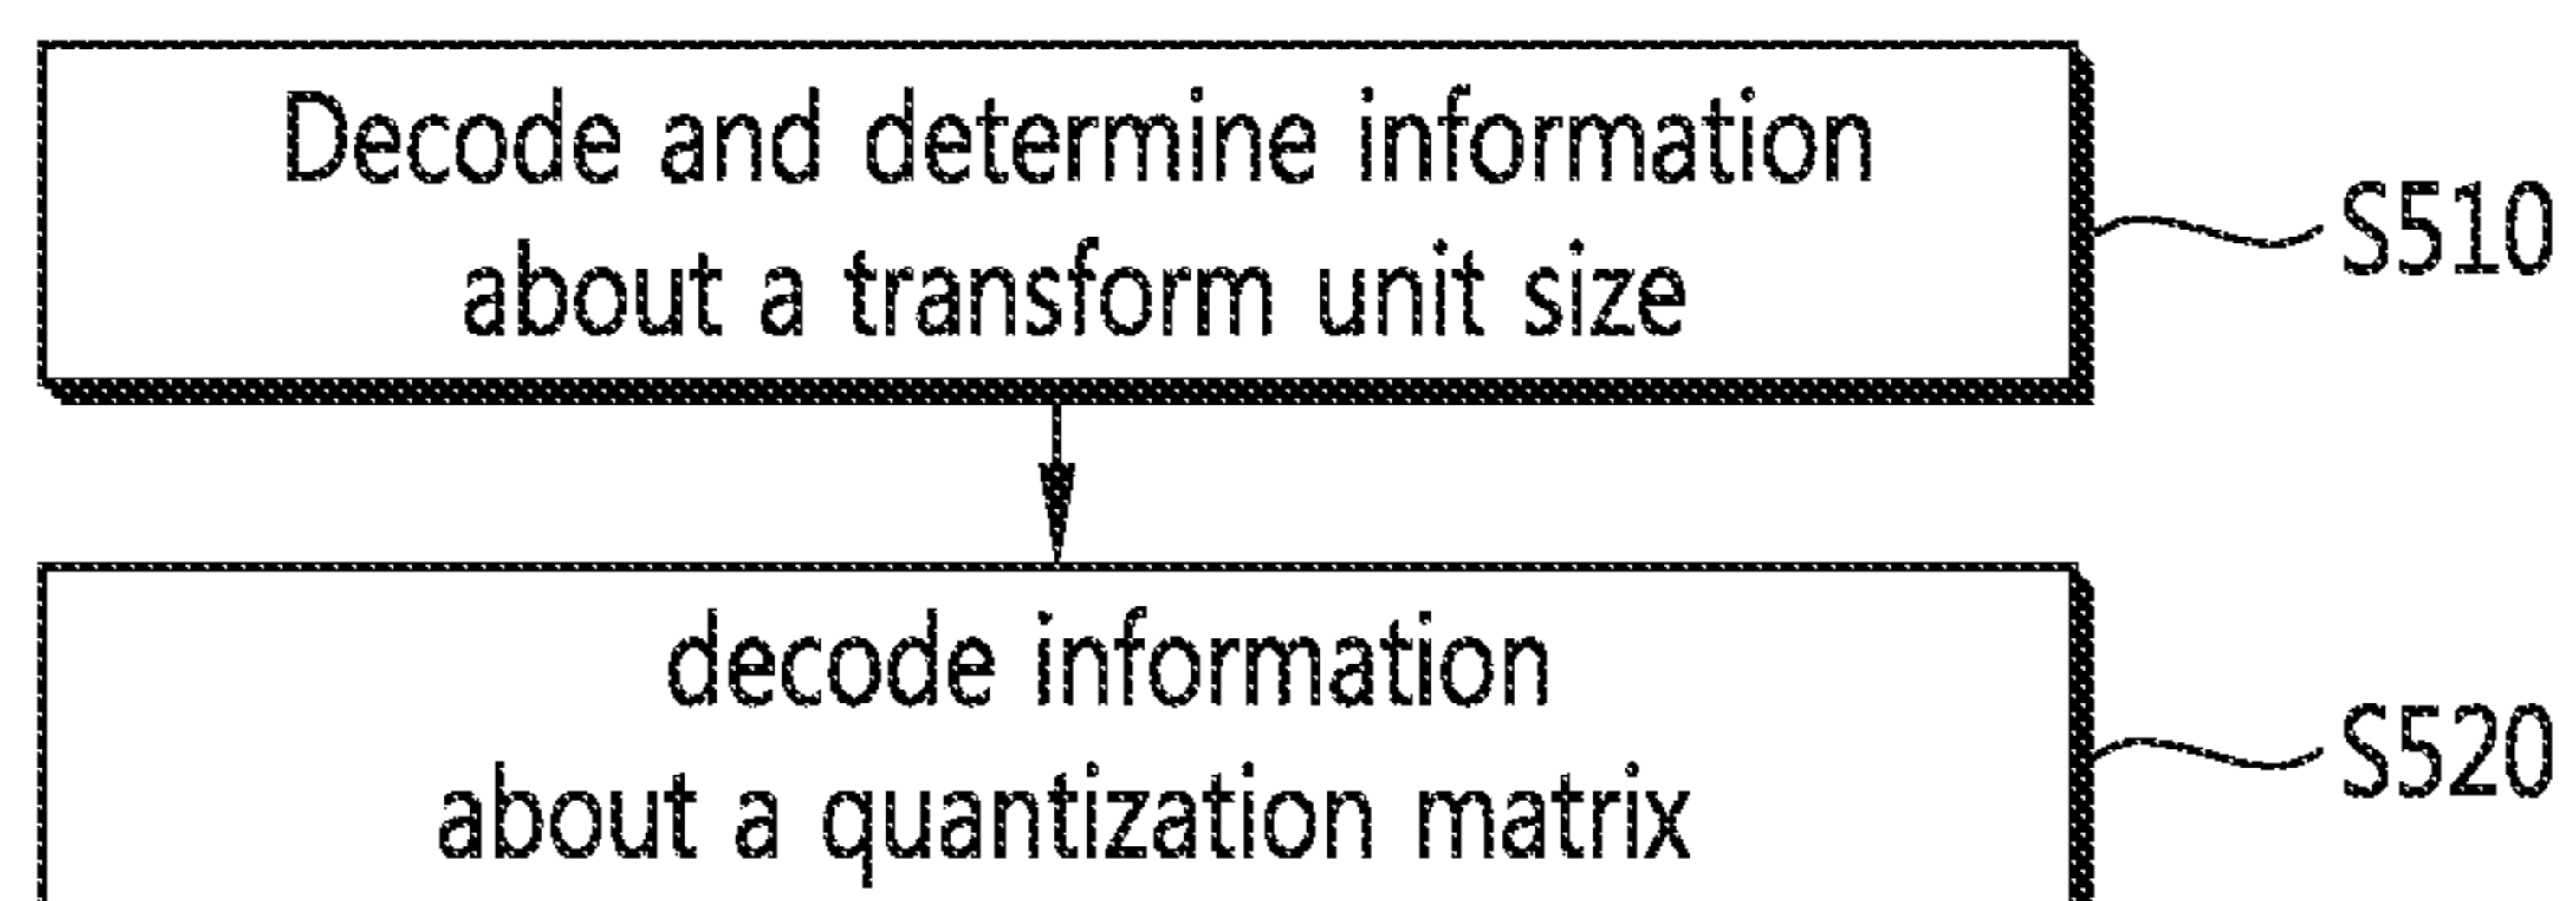 Decode and determine information
about a transform unit size
S510
decode information
about a quantization matrix
S520